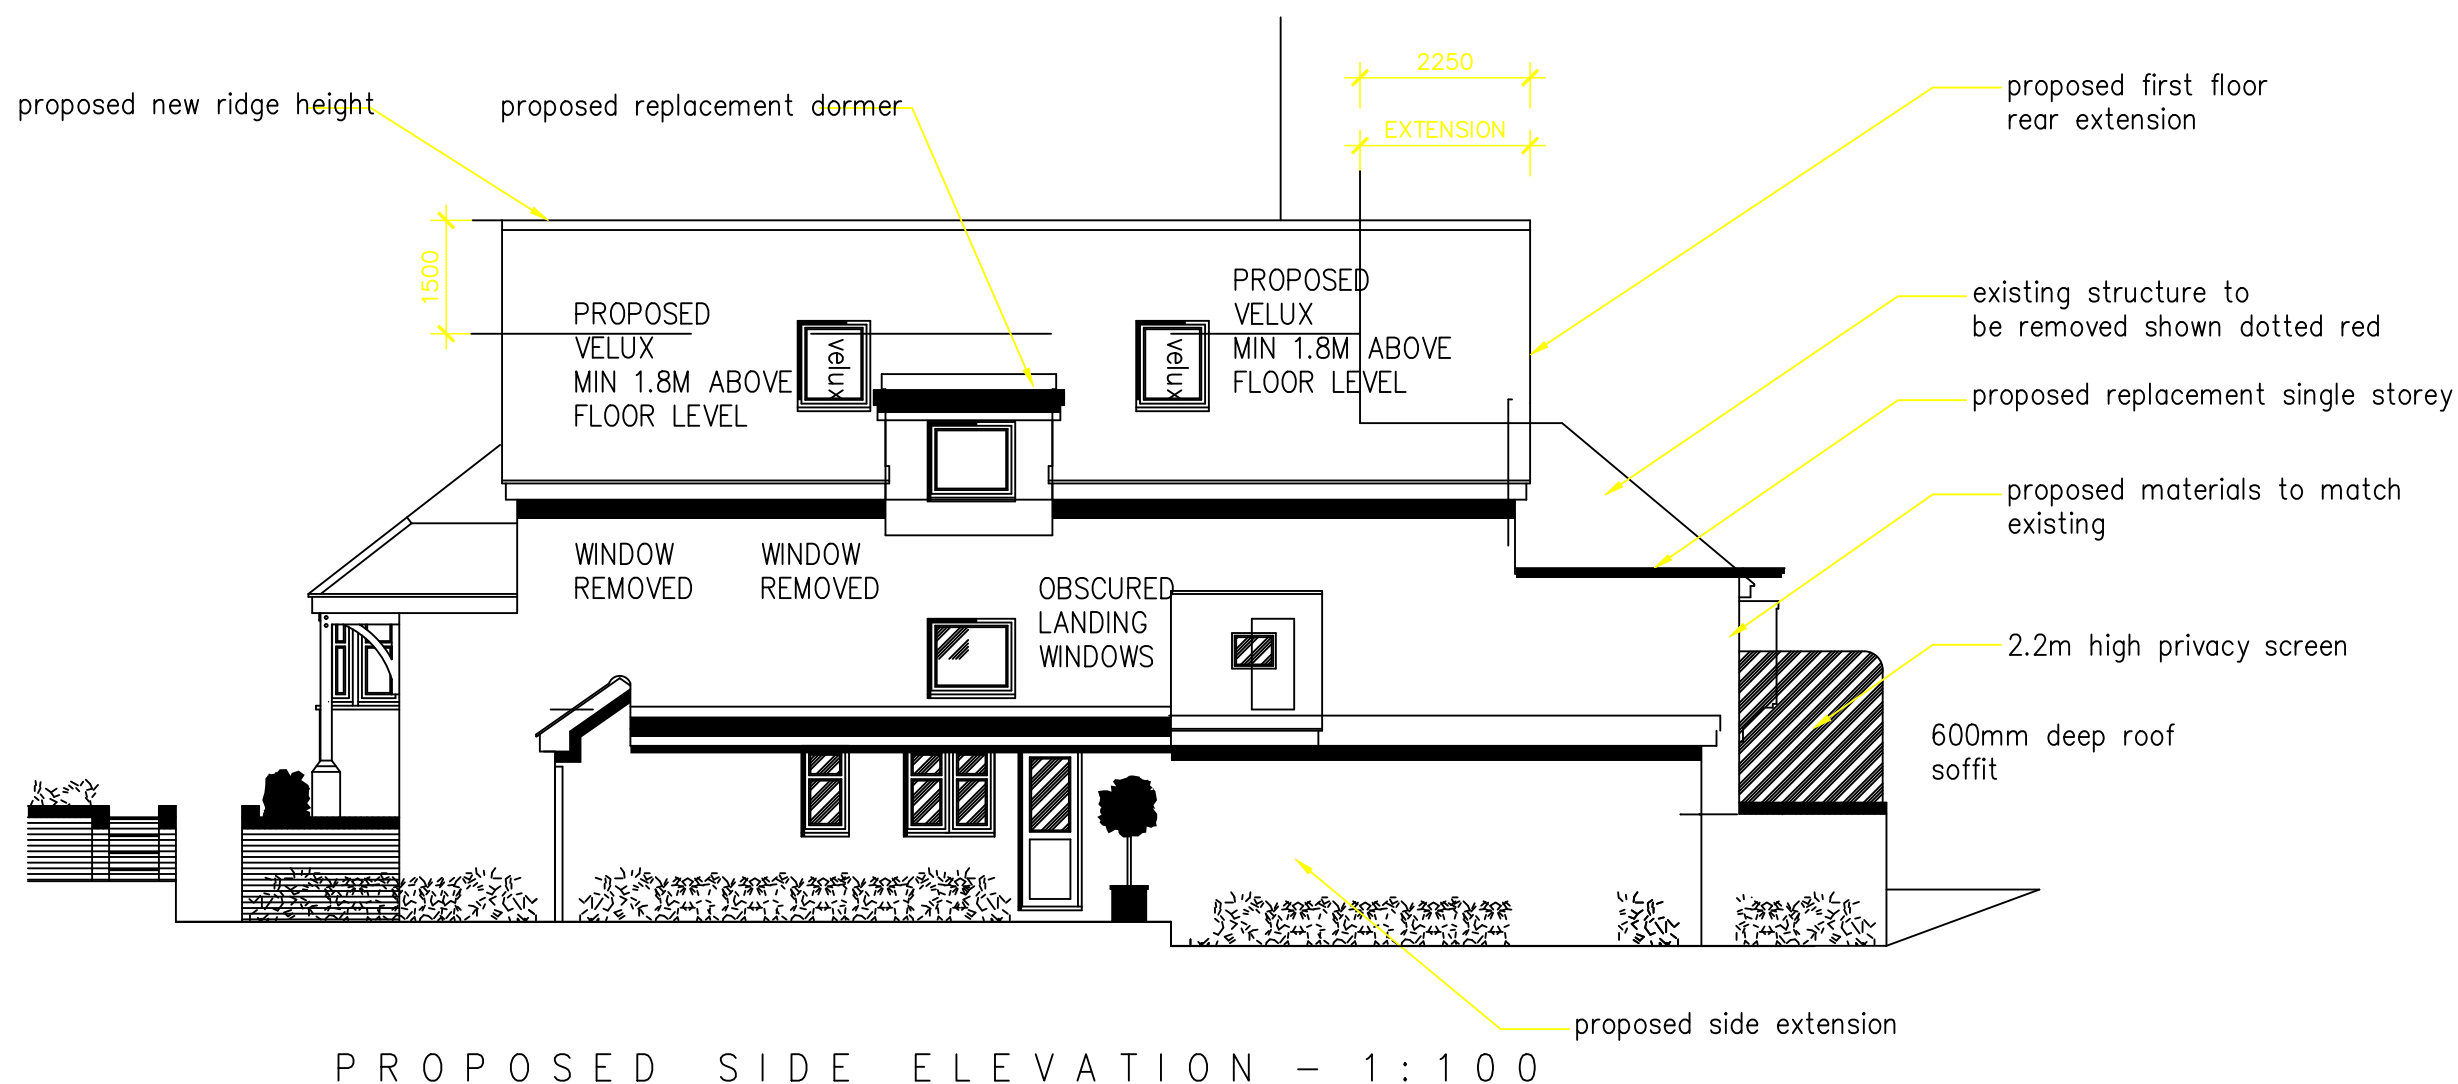 2250
proposed first floor
rear extension
proposed new ridge height
proposed replacement dormer
EXTENSION
1500
PROPOSED
VELUX
MIN 1.8M ABOVE
FLOOR LEVEL
velux
velux
PROPOSED
VELUX
MIN 1.8M ABOVE
FLOOR LEVEL
existing structure to
be removed shown dotted red
proposed replacement single storey
proposed materials to match
existing
WINDOW
REMOVED
WINDOW
REMOVED
OBSCURED
LANDING
WINDOWS
2.2m high privacy screen
600mm deep roof
soffit
proposed side extension
PROPOSED SIDE ELEVATION - 1:100